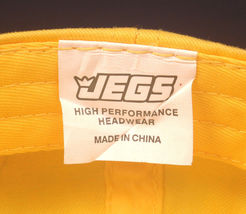 JEGS
HIGH PERFORMANCE
HEADWEAR
MADE IN CHINA